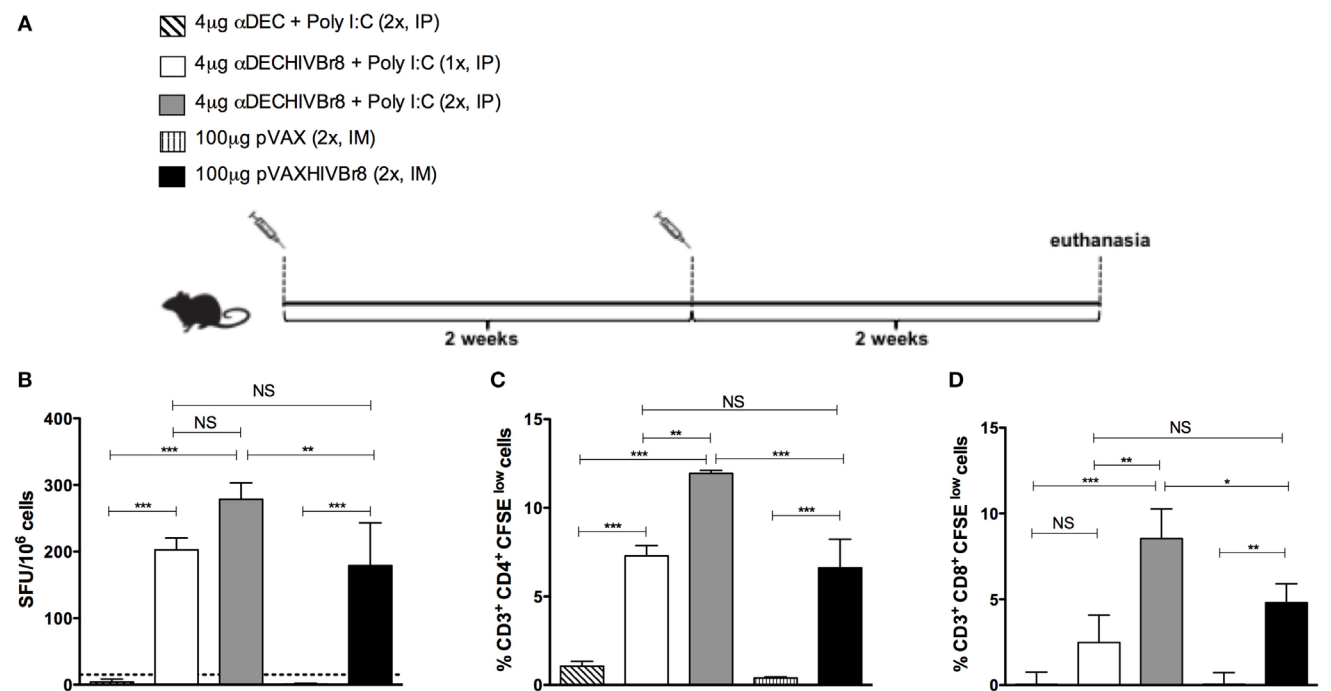 A
4μg αDEC + Poly I:C (2x, IP)
4μg αDECHIVBr8 + Poly I:C (1x, IP)
4μg αDECHIVBr8 + Poly I:C (2x, IP)
100μg pVAX (2x, IM)
100μg pVAXHIVBr8 (2x, IM)
euthanasia
2 weeks
2 weeks
B
NS
NS
***
**
***
***
400
300
200
100
0
SFU/10⁶ cells
C
NS
**
***
***
***
***
15
10
5
0
% CD3⁺ CD4⁺ CFSE ˡᵒʷ cells
D
NS
**
***
*
NS
**
15
10
5
0
% CD3⁺ CD8⁺ CFSE ˡᵒʷ cells